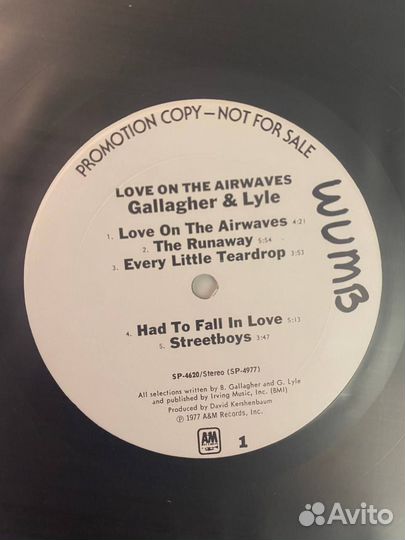 PROMOTION COPY – NOT FOR SALE
LOVE ON THE AIRWAVES
Gallagher & Lyle
1. Love On The Airwaves 4:21
2. The Runaway 5:54
3. Every Little Teardrop 3:53
WUMB
4. Had To Fall In Love 5:13
5. Streetboys 3:47
SP-4620/Stereo (SP-4977)
All selections written by B. Gallagher and G. Lyle
and published by Irving Music, Inc. (BMI)
Produced by David Kershenbaum
℗ 1977 A&M Records, Inc.
A&M
1
Avito